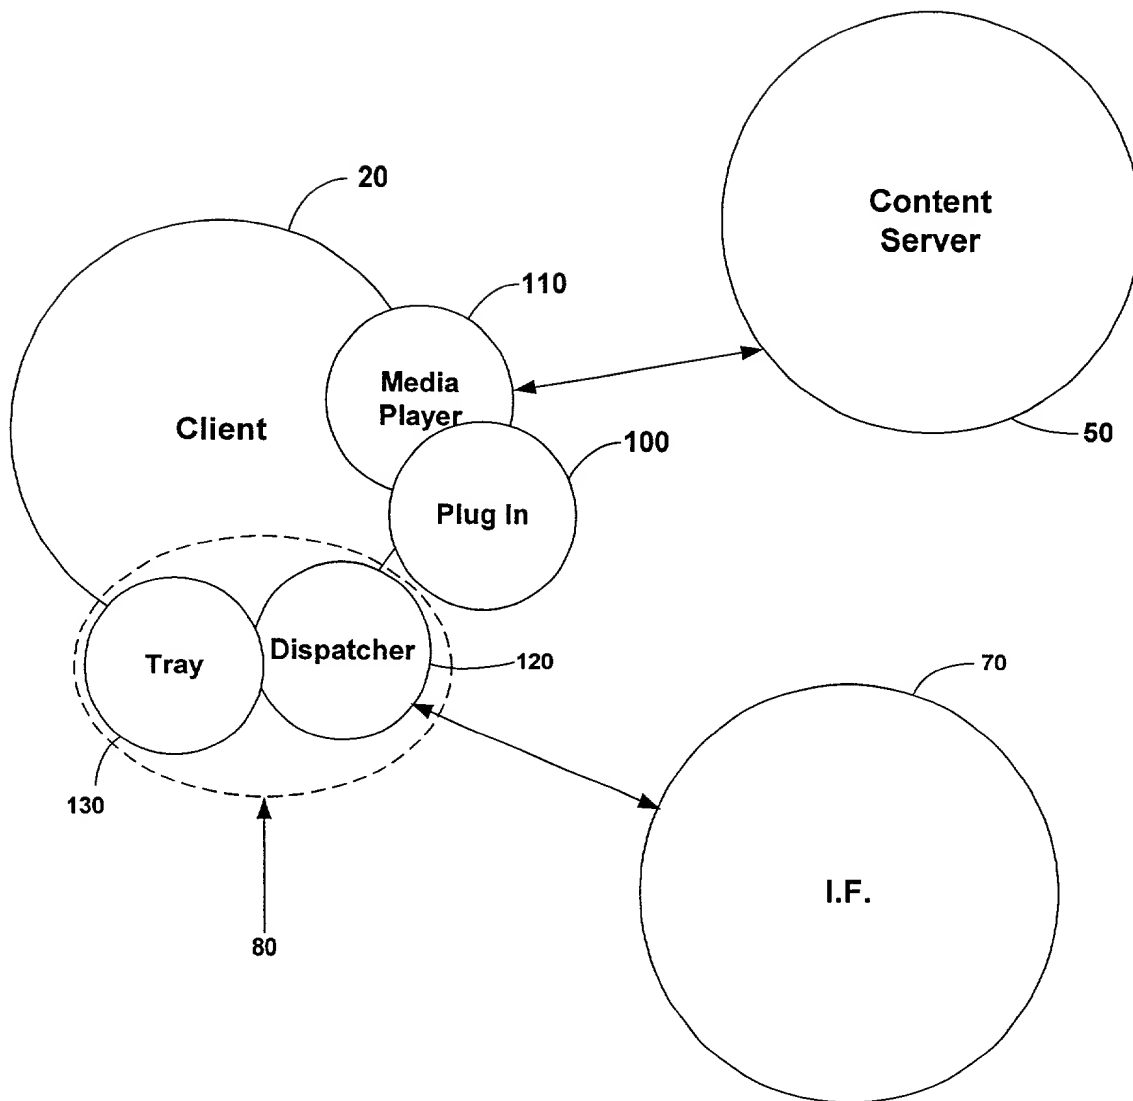 Content
Server
20
110
Media
Player
Client
50
100
Plug In
Dispatcher
Tray
120
70
130
I.F.
80